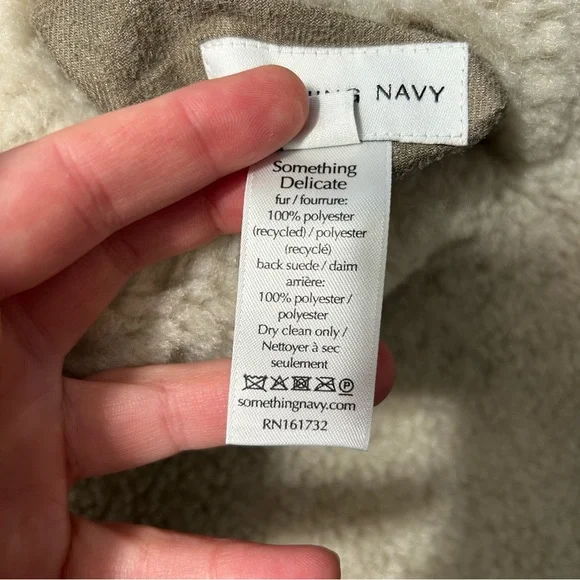 NAVY
Something
Delicate
fur / fourrure:
100% polyester
(recycled) / polyester
(recyclé)
back suede / daim
arrière:
100% polyester /
polyester
Dry clean only /
Nettoyer à sec
seulement
somethingnavy.com
RN161732